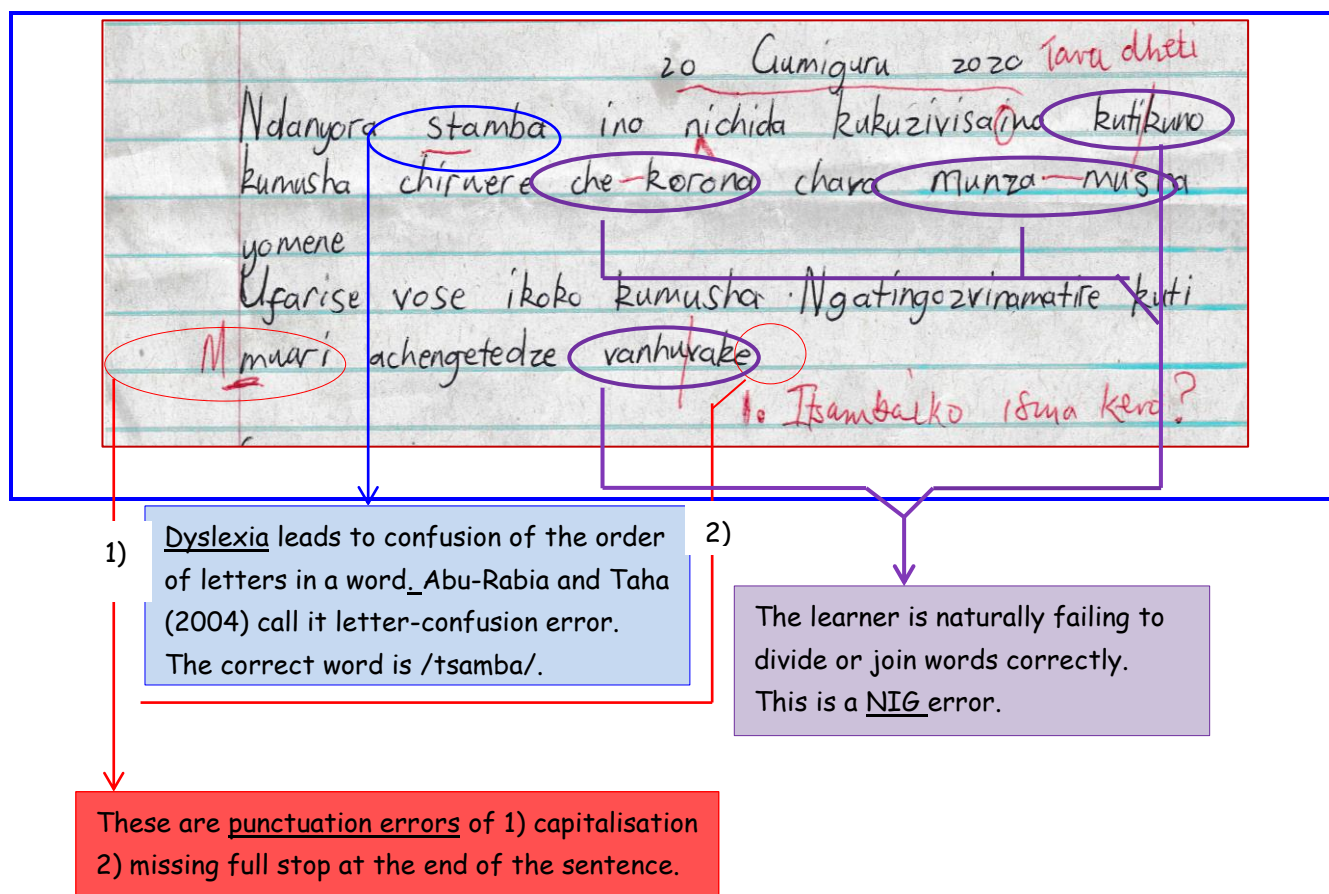 20 Gumiguru 2020 Tara dheti
Ndanyora stamba ino nichida kukuzivisa ino kutikuno
kumusha chirwere che-korona chava munza-musha
yomene
Ufarise vose ikoko kumusha. Ngatingozvinamatire kuti
M mwari achengetedze vanhuvake
1. Itsambaiko isina kero?
1)
Dyslexia leads to confusion of the order
of letters in a word. Abu-Rabia and Taha
(2004) call it letter-confusion error.
The correct word is /tsamba/.
2)
The learner is naturally failing to
divide or join words correctly.
This is a NIG error.
These are punctuation errors of 1) capitalisation
2) missing full stop at the end of the sentence.